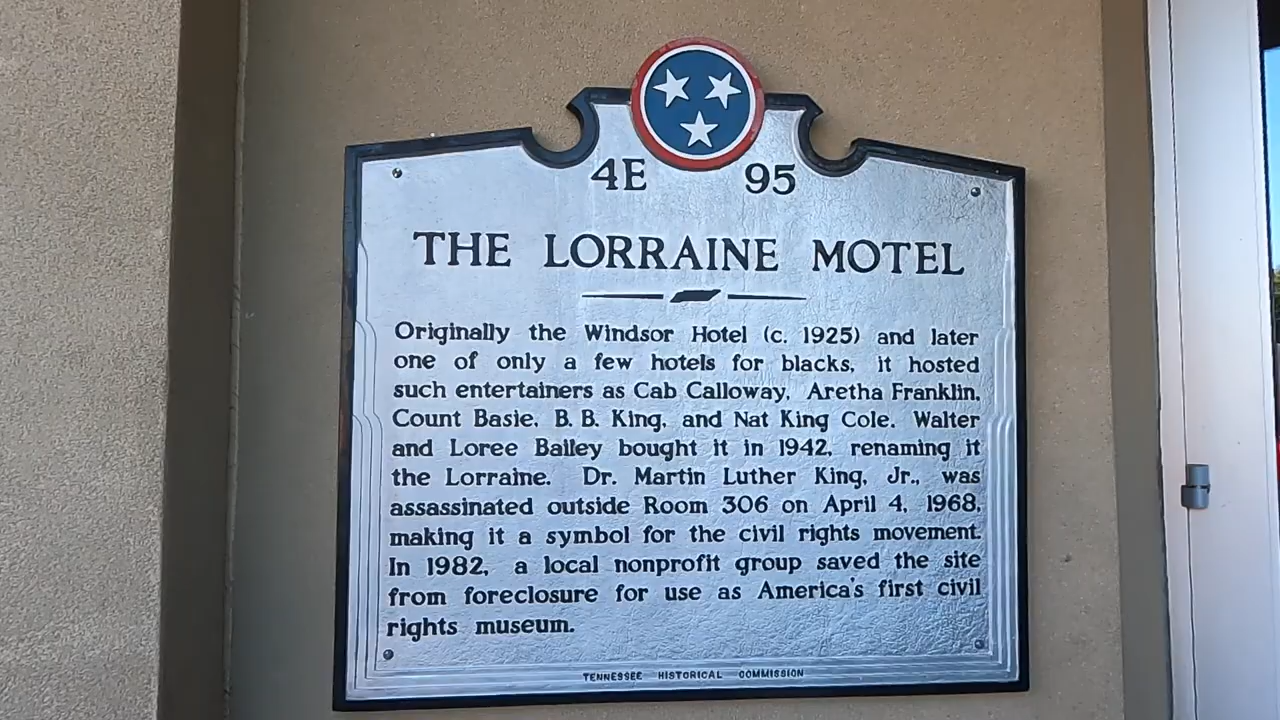 4E 95
THE LORRAINE MOTEL
Originally the Windsor Hotel (c. 1925) and later
one of only a few hotels for blacks, it hosted
such entertainers as Cab Calloway, Aretha Franklin,
Count Basie, B. B. King, and Nat King Cole. Walter
and Loree Bailey bought it in 1942, renaming it
the Lorraine. Dr. Martin Luther King, Jr., was
assassinated outside Room 306 on April 4, 1968,
making it a symbol for the civil rights movement.
In 1982, a local nonprofit group saved the site
from foreclosure for use as America's first civil
rights museum.
TENNESSEE HISTORICAL COMMISSION